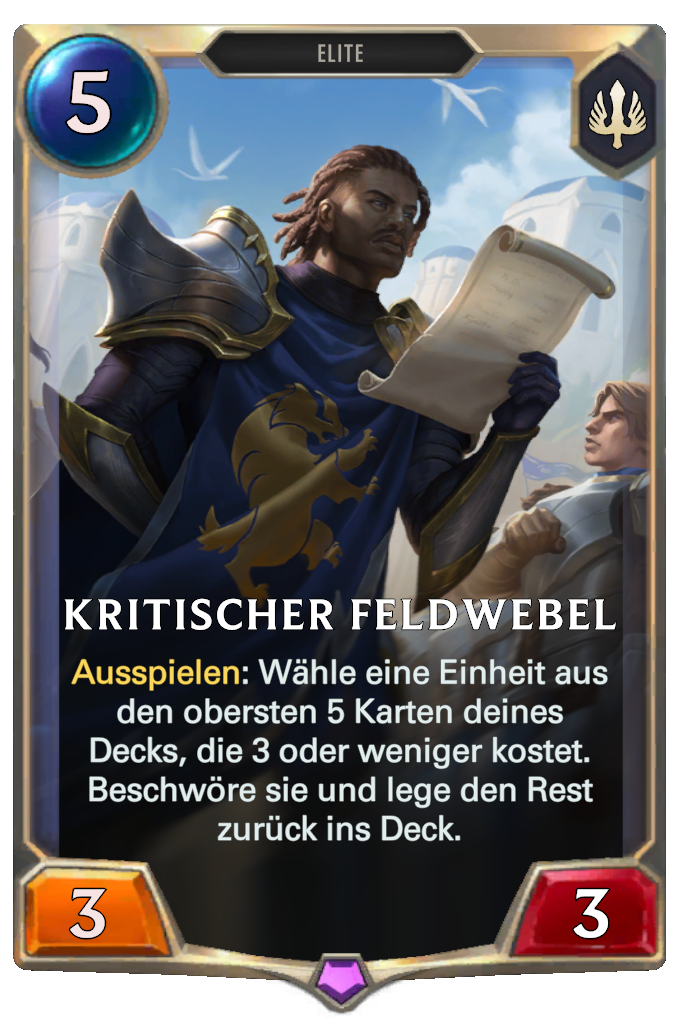 ELITE
5
KRITISCHER FELDWEBEL
Ausspielen: Wähle eine Einheit aus
den obersten 5 Karten deines
Decks, die 3 oder weniger kostet.
Beschwöre sie und lege den Rest
zurück ins Deck.
3
3